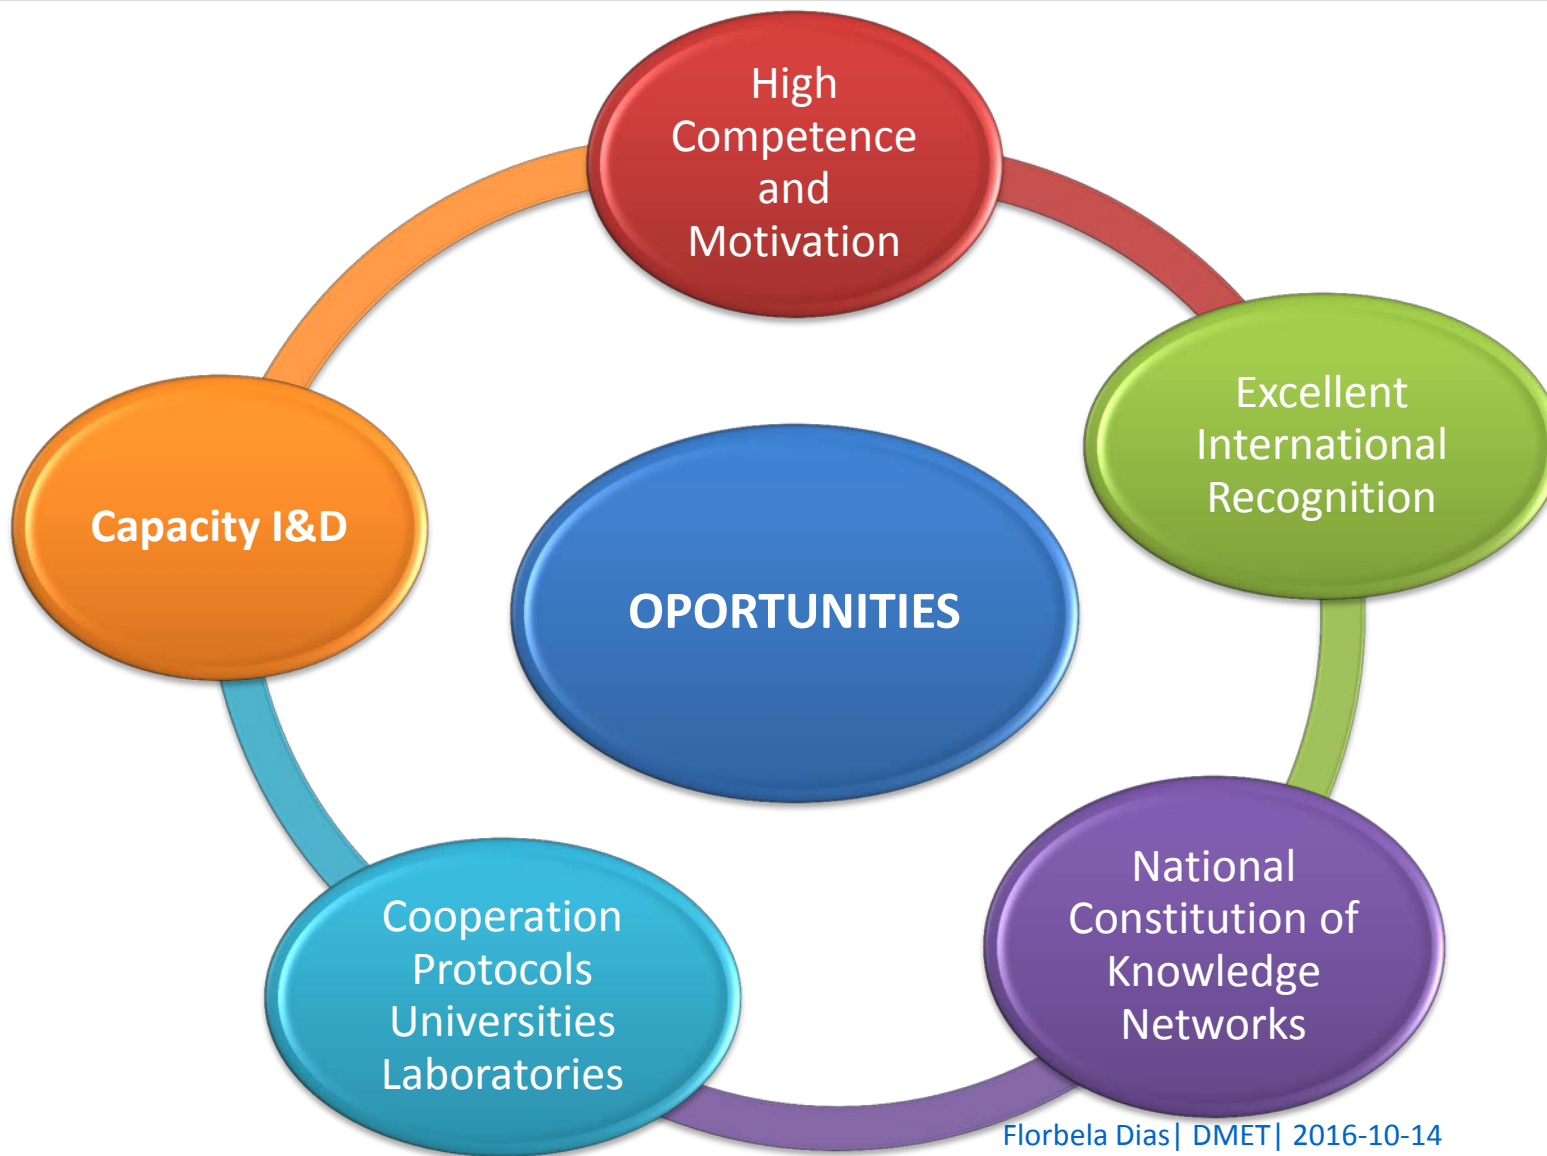 High
Competence
and
Motivation
Excellent
International
Recognition
Capacity I&D
OPORTUNITIES
National
Constitution of
Knowledge
Networks
Cooperation
Protocols
Universities
Laboratories
Florbela Dias| DMET| 2016-10-14